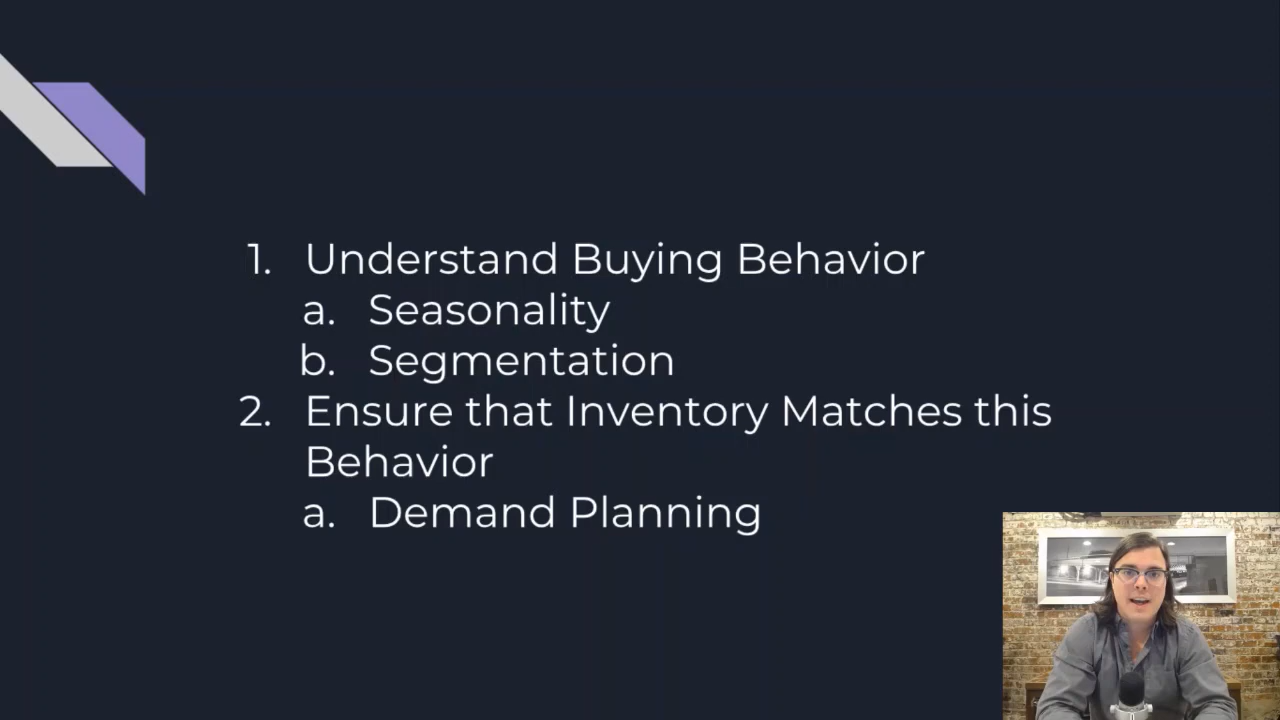 1. Understand Buying Behavior
a. Seasonality
b. Segmentation
2. Ensure that Inventory Matches this
Behavior
a. Demand Planning